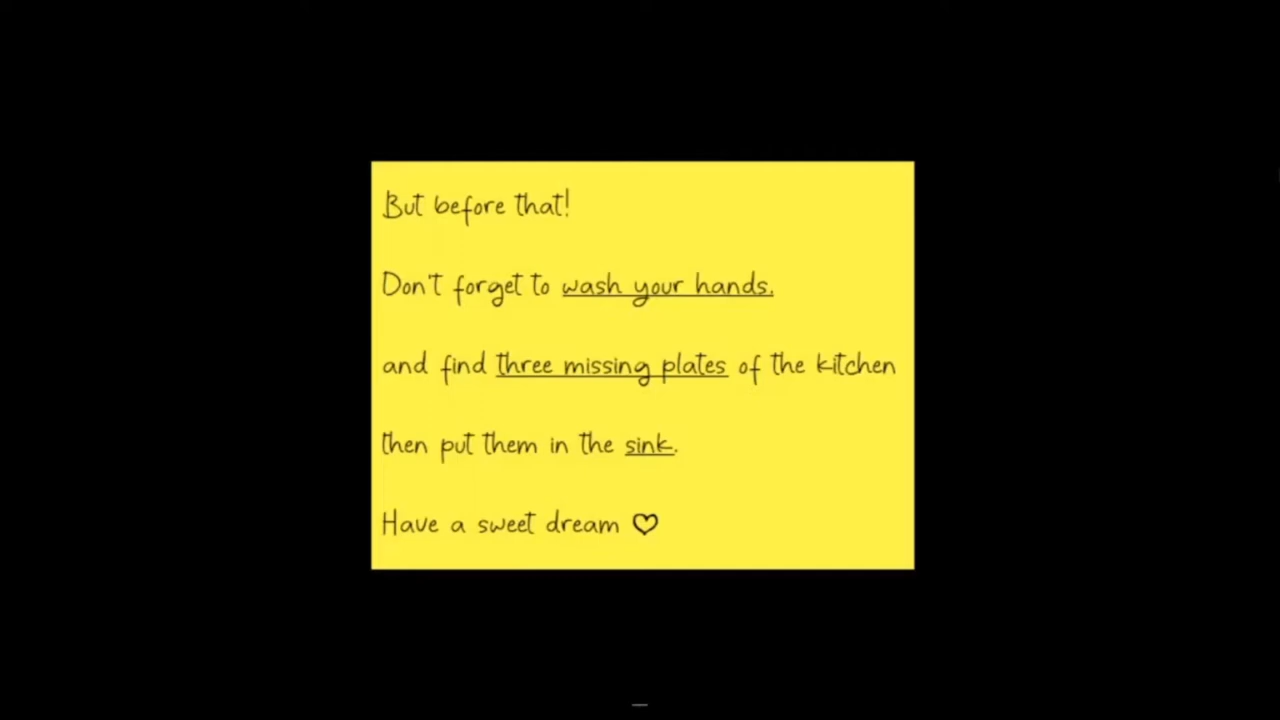 But before that!
Don't forget to wash your hands.
and find three missing plates of the kitchen
then put them in the sink.
Have a sweet dream ♡